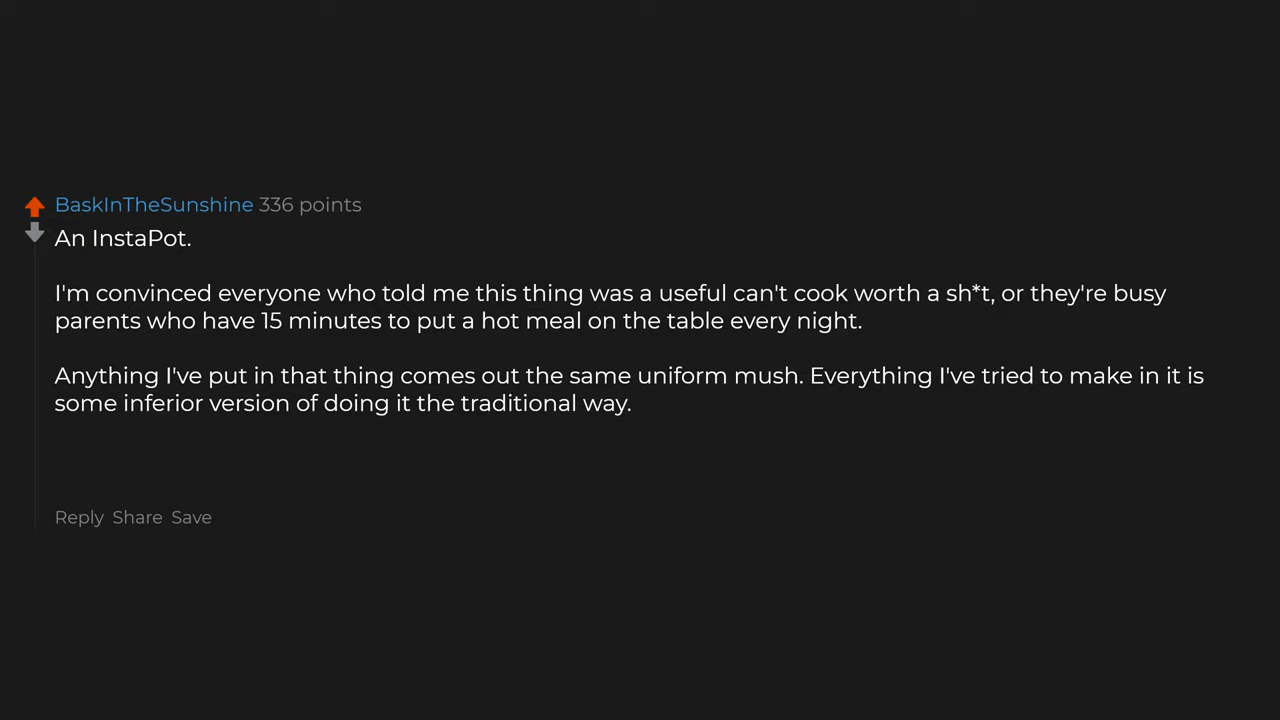 BaskInTheSunshine 336 points
An InstaPot.
I'm convinced everyone who told me this thing was a useful can't cook worth a sh*t, or they're busy
parents who have 15 minutes to put a hot meal on the table every night.
Anything I've put in that thing comes out the same uniform mush. Everything I've tried to make in it is
some inferior version of doing it the traditional way.
Reply Share Save